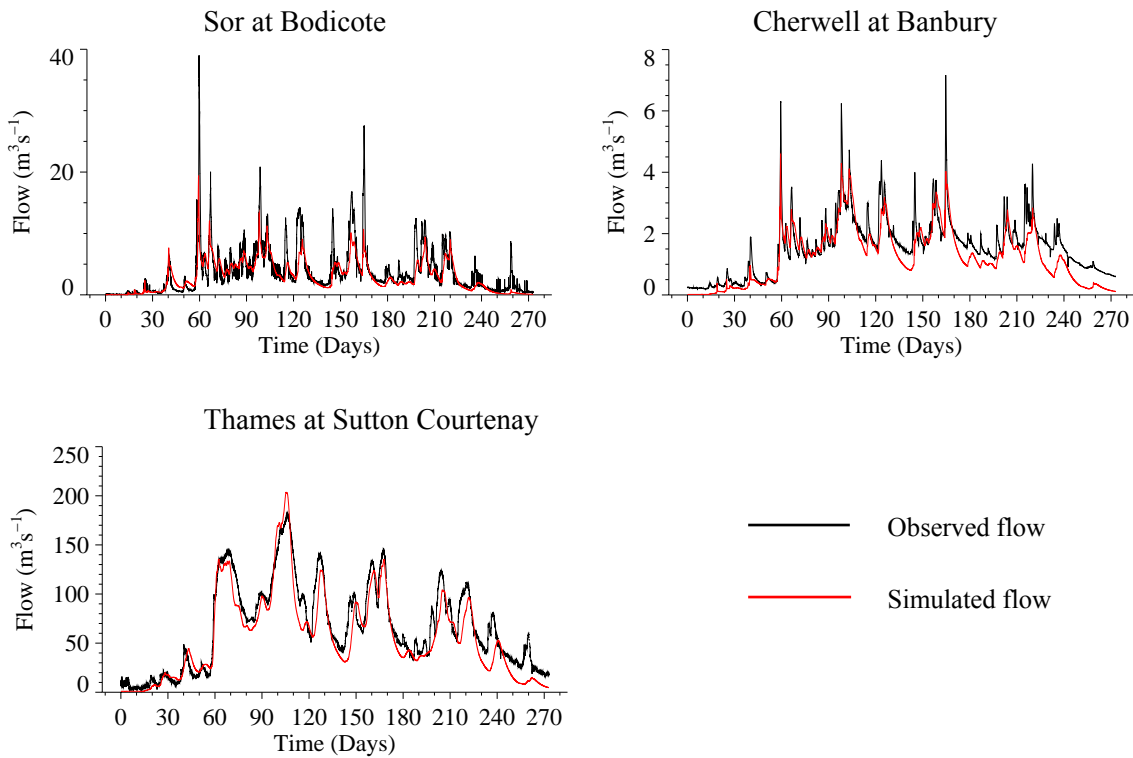 Sor at Bodicote
40
20
0
Flow (m³s⁻¹)
0 30 60 90 120 150 180 210 240 270
Time (Days)
Cherwell at Banbury
8
6
4
2
0
Flow (m³s⁻¹)
0 30 60 90 120 150 180 210 240 270
Time (Days)
Thames at Sutton Courtenay
250
200
150
100
50
0
Flow (m³s⁻¹)
0 30 60 90 120 150 180 210 240 270
Time (Days)
Observed flow
Simulated flow